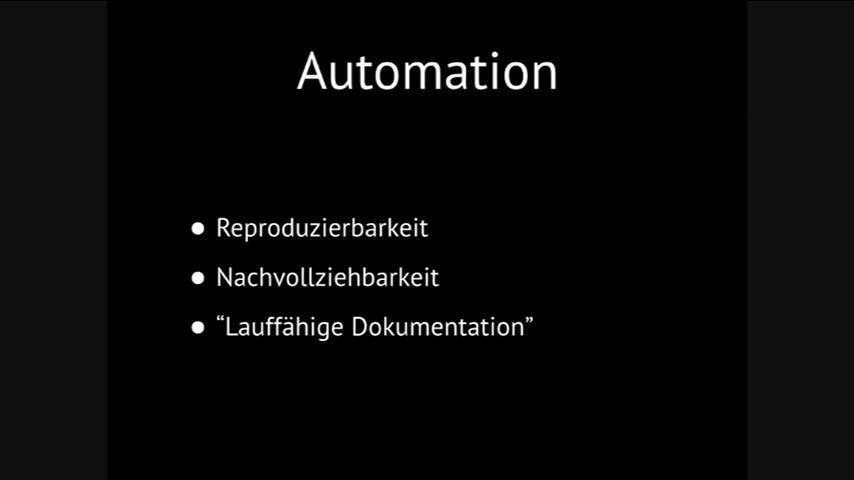 Automation
● Reproduzierbarkeit
● Nachvollziehbarkeit
● “Lauffähige Dokumentation”